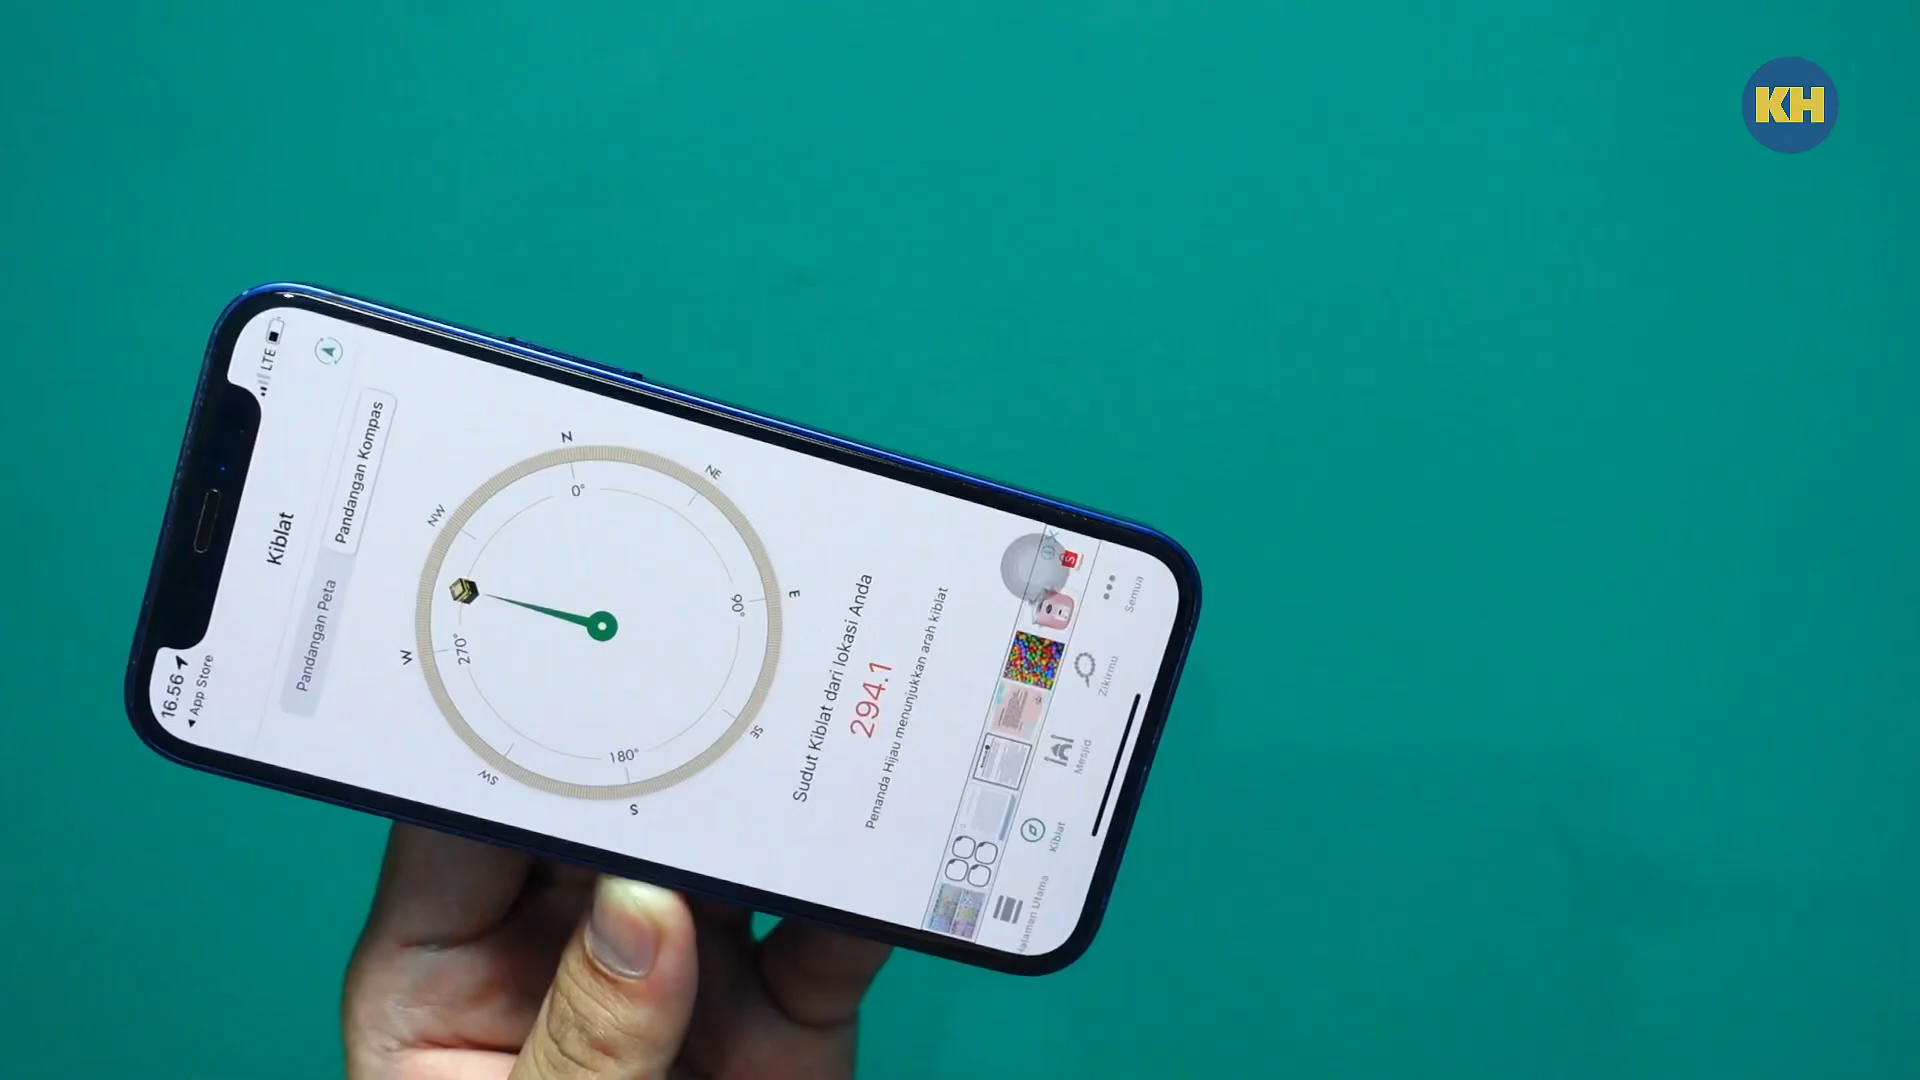 KH
16.56
LTE
◀ App Store
Kiblat
Pandangan Peta
Pandangan Kompas
N
NE
E
SE
S
SW
W
NW
0°
90°
180°
270°
Sudut Kiblat dari lokasi Anda
294.1
Penanda Hijau menunjukkan arah kiblat
Halaman Utama
Kiblat
Mesjid
Zikirmu
Semua